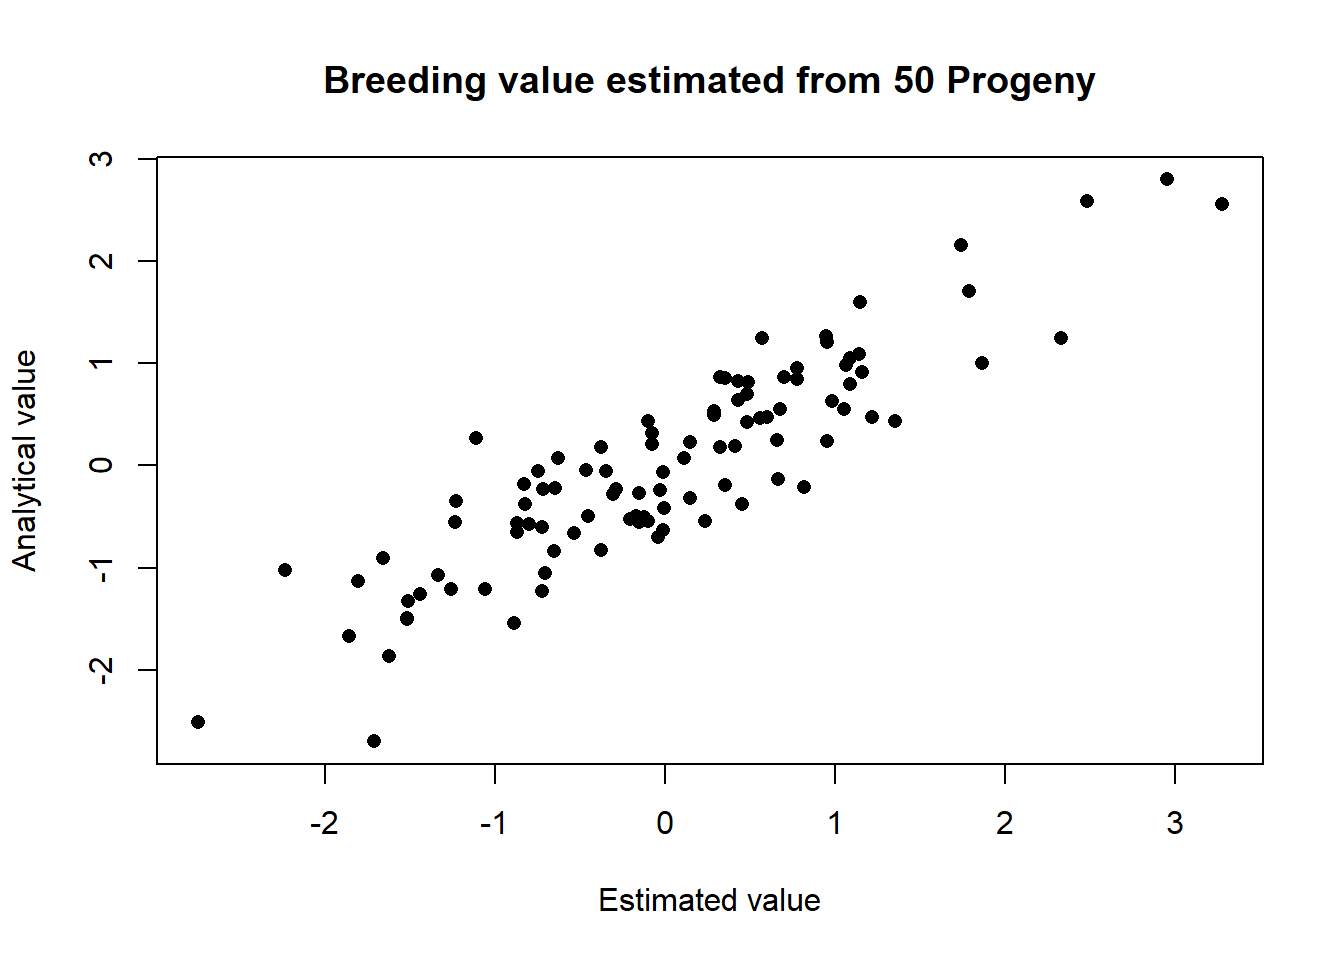 Breeding value estimated from 50 Progeny
Analytical value
3
2
1
0
-1
-2
-2 -1 0 1 2 3
Estimated value